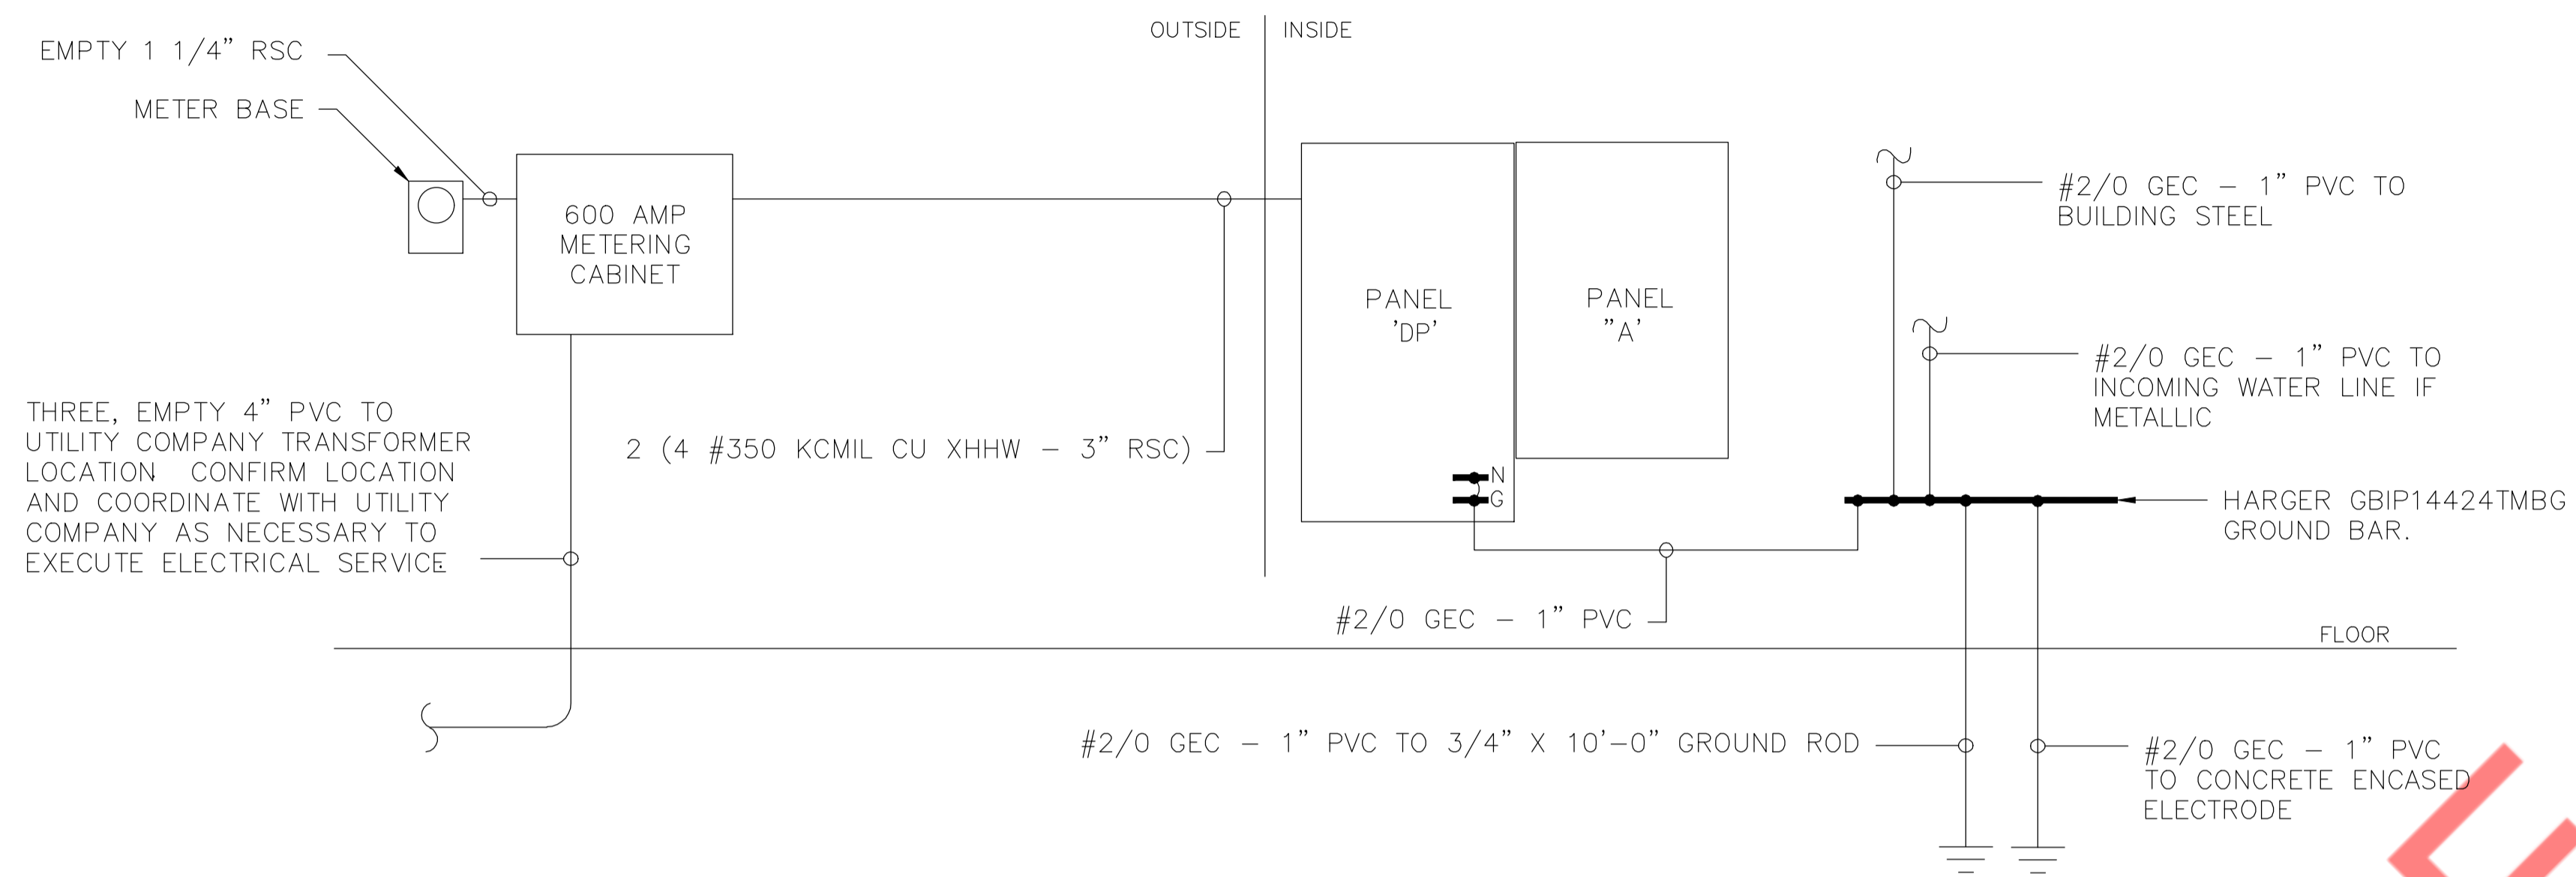 OUTSIDE
INSIDE
EMPTY 1 1/4” RSC
METER BASE
600 AMP
METERING
CABINET
PANEL
'DP'
PANEL
”A'
#2/0 GEC – 1” PVC TO
BUILDING STEEL
#2/0 GEC – 1” PVC TO
INCOMING WATER LINE IF
METALLIC
THREE, EMPTY 4” PVC TO
UTILITY COMPANY TRANSFORMER
LOCATION CONFIRM LOCATION
AND COORDINATE WITH UTILITY
COMPANY AS NECESSARY TO
EXECUTE ELECTRICAL SERVICE.
2 (4 #350 KCMIL CU XHHW – 3” RSC)
N
G
HARGER GBIP14424TMBG
GROUND BAR.
#2/0 GEC – 1” PVC
FLOOR
#2/0 GEC – 1” PVC TO 3/4” X 10'–0” GROUND ROD
#2/0 GEC – 1” PVC
TO CONCRETE ENCASED
ELECTRODE